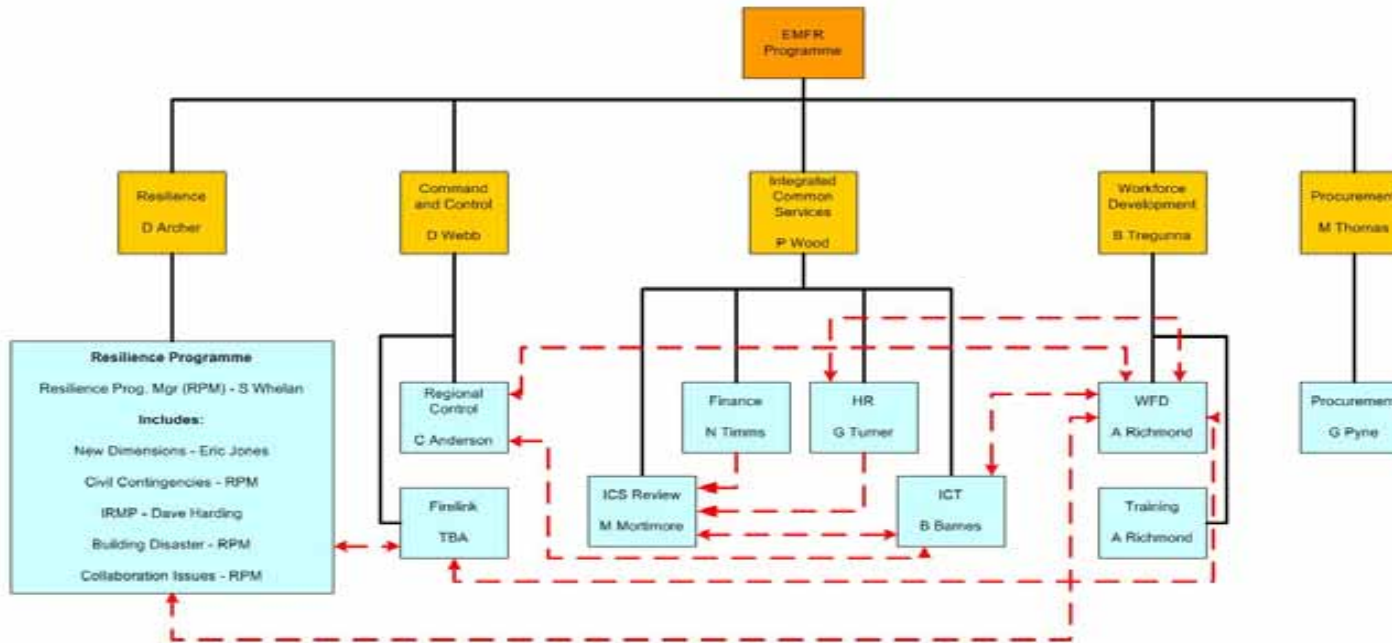 EMFR
Programme
Resilience
D Archer
Command
and Control
D Webb
Integrated
Common
Services
P Wood
Workforce
Development
B Tregunna
Procurement
M Thomas
Resilience Programme
Resilience Prog. Mgr (RPM) - S Whelan
Includes:
New Dimensions - Eric Jones
Civil Contingencies - RPM
IRMP - Dave Harding
Building Disaster - RPM
Collaboration Issues - RPM
Regional
Control
C Anderson
Firelink
TBA
Finance
N Timms
HR
G Turner
ICS Review
M Mortimore
ICT
B Barnes
WFD
A Richmond
Training
A Richmond
Procurement
G Pyne